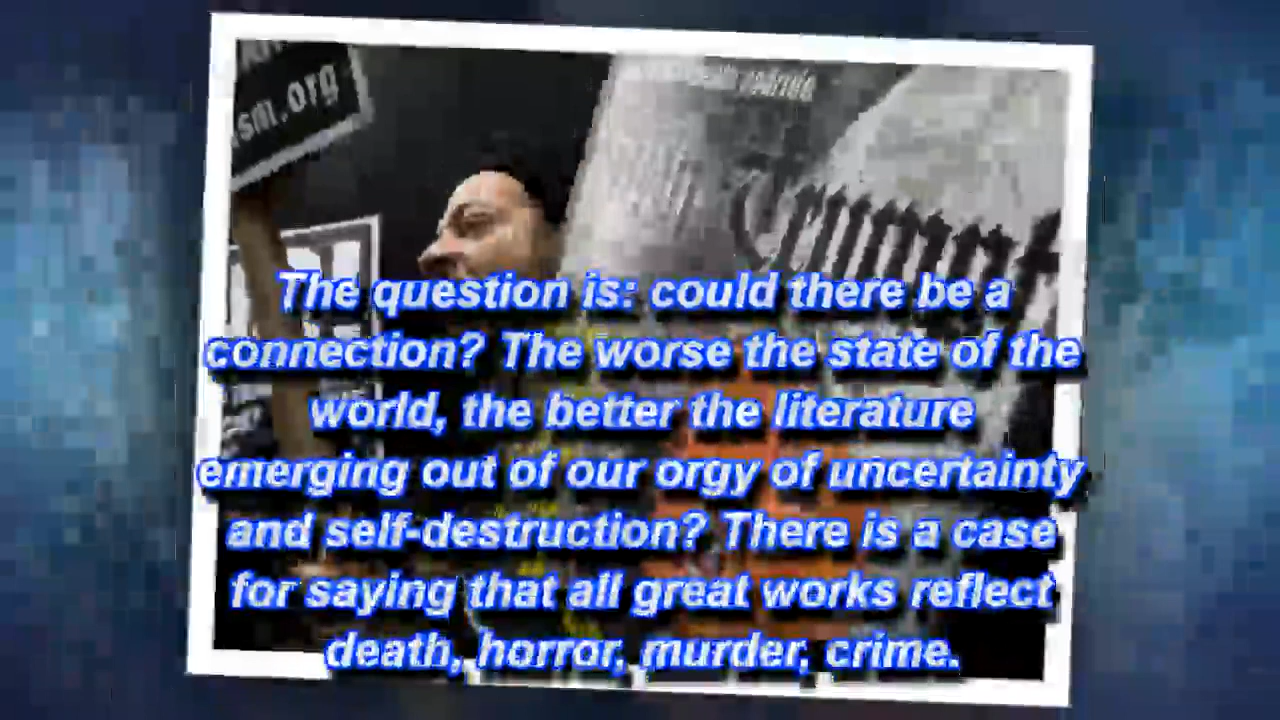 sm.org
Trump
The question is: could there be a
connection? The worse the state of the
world, the better the literature
emerging out of our orgy of uncertainty
and self-destruction? There is a case
for saying that all great works reflect
death, horror, murder, crime.